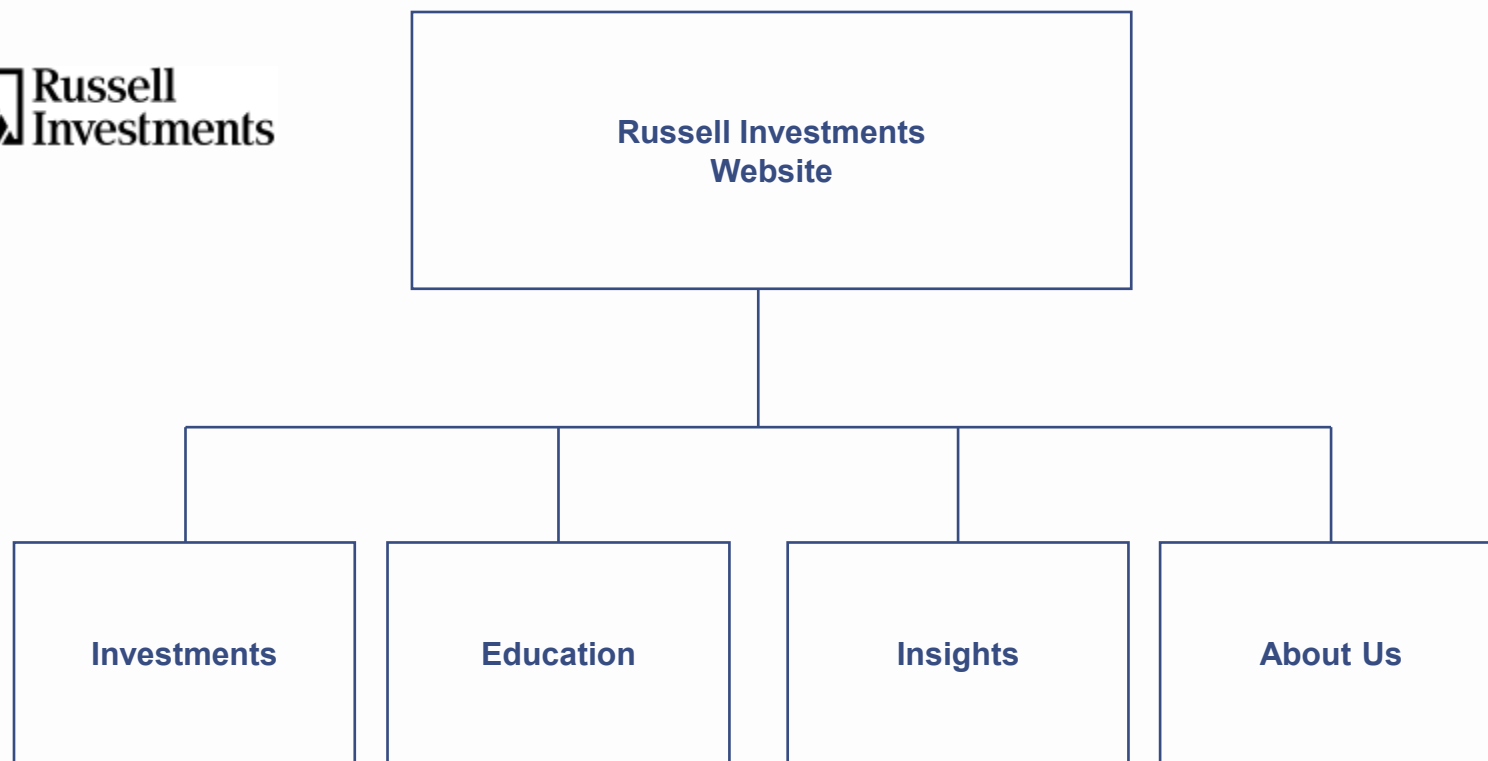 Russell
Investments
Russell Investments
Website
Investments
Education
Insights
About Us